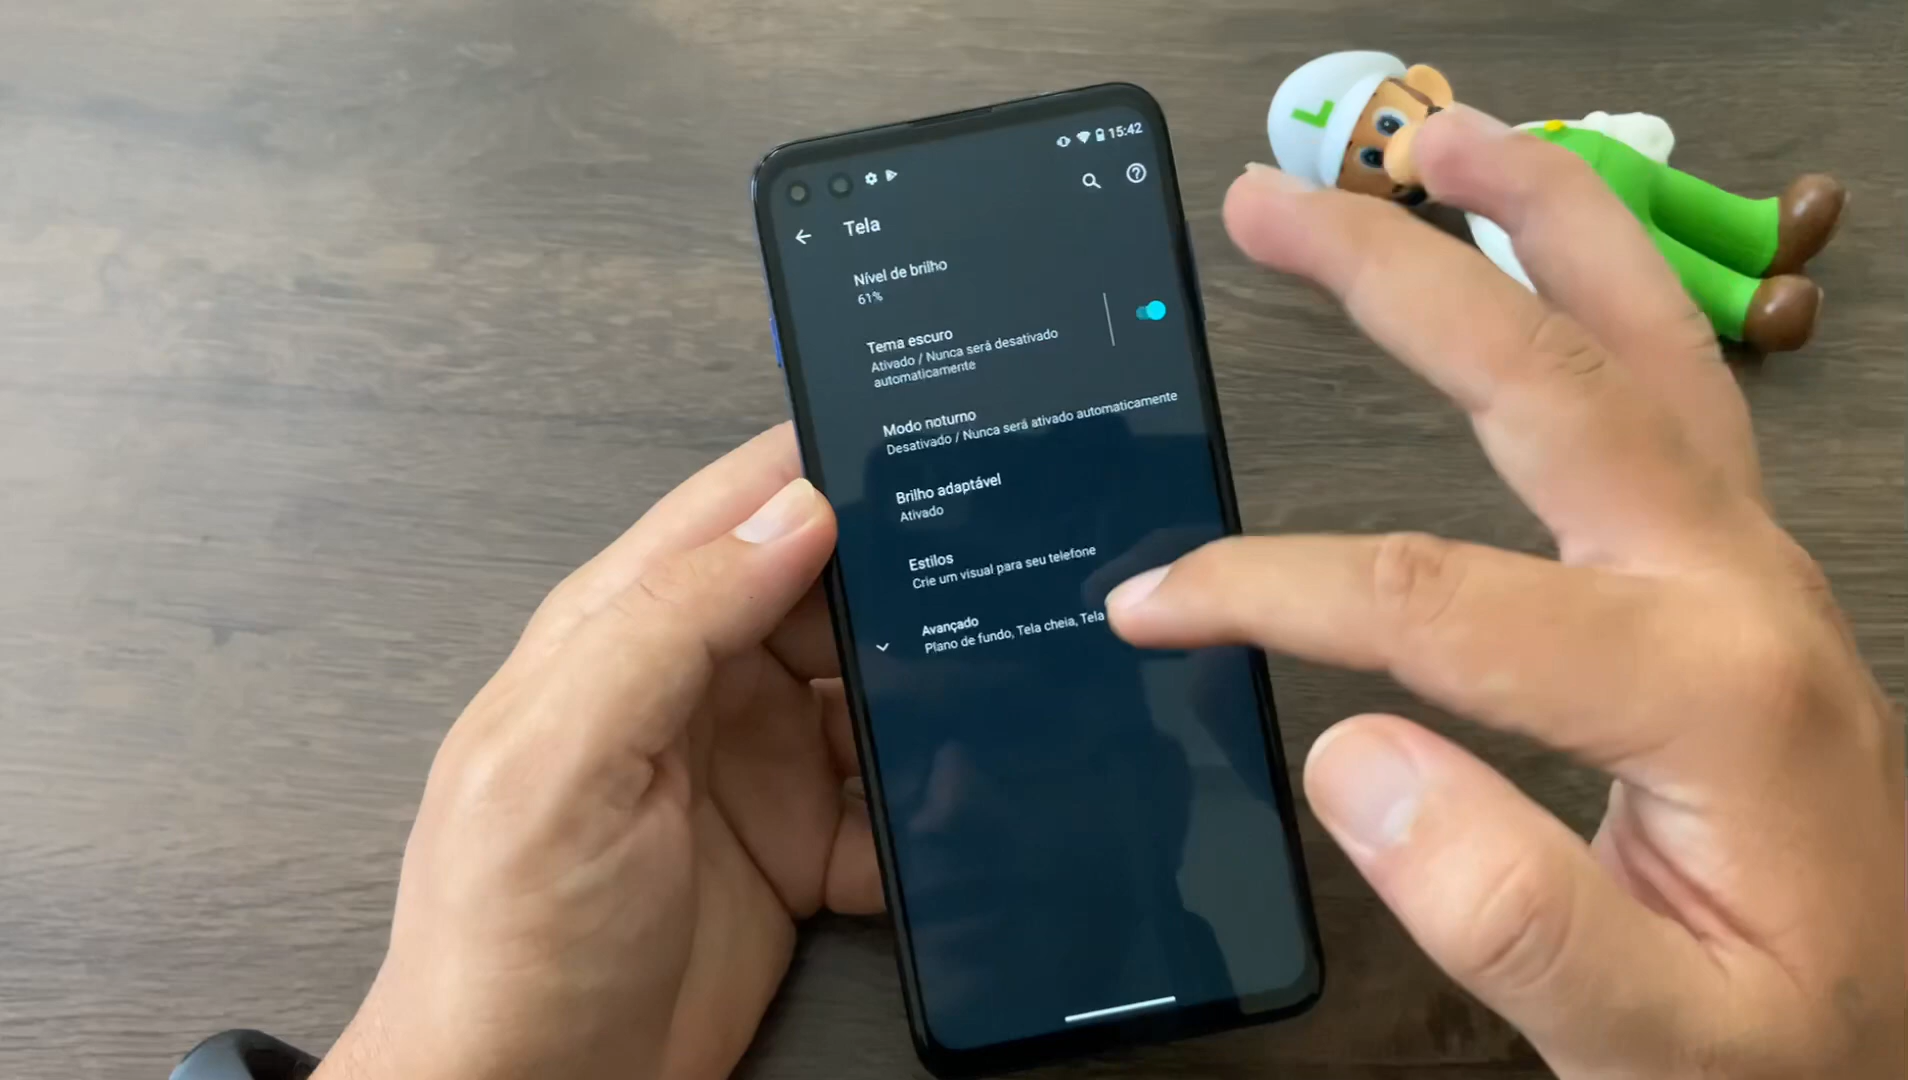 15:42
Tela
Nível de brilho
61%
Tema escuro
Ativado / Nunca será desativado
automaticamente
Modo noturno
Desativado / Nunca será ativado automaticamente
Brilho adaptável
Ativado
Estilos
Crie um visual para seu telefone
Avançado
Plano de fundo, Tela cheia, Tela
L